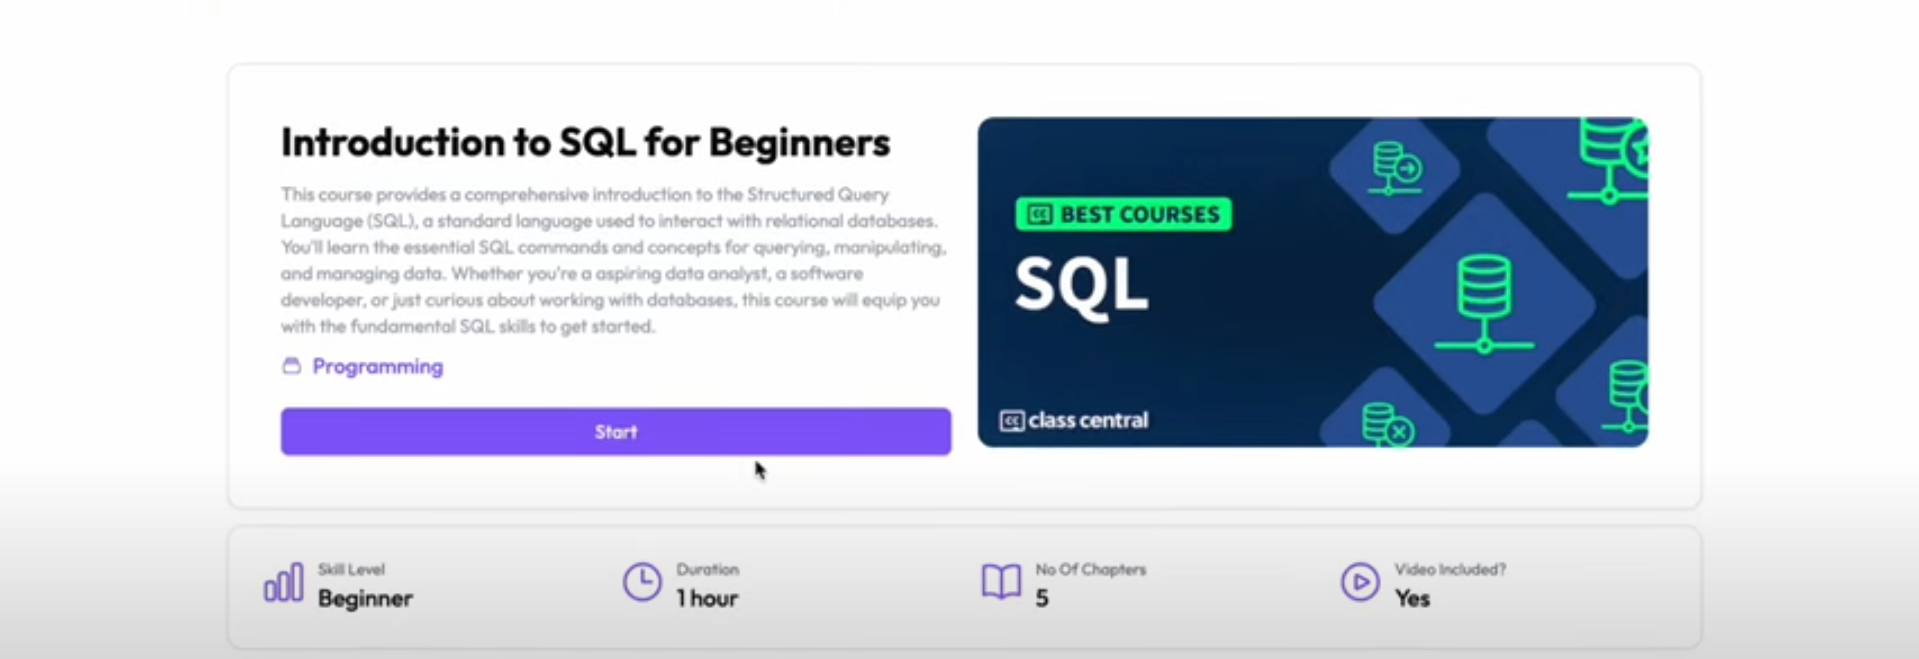 Introduction to SQL for Beginners
This course provides a comprehensive introduction to the Structured Query
Language (SQL), a standard language used to interact with relational databases.
You'll learn the essential SQL commands and concepts for querying, manipulating,
and managing data. Whether you're a aspiring data analyst, a software
developer, or just curious about working with databases, this course will equip you
with the fundamental SQL skills to get started.
Programming
Start
CC BEST COURSES
SQL
CC class central
Skill Level
Beginner
Duration
1 hour
No Of Chapters
5
Video Included?
Yes